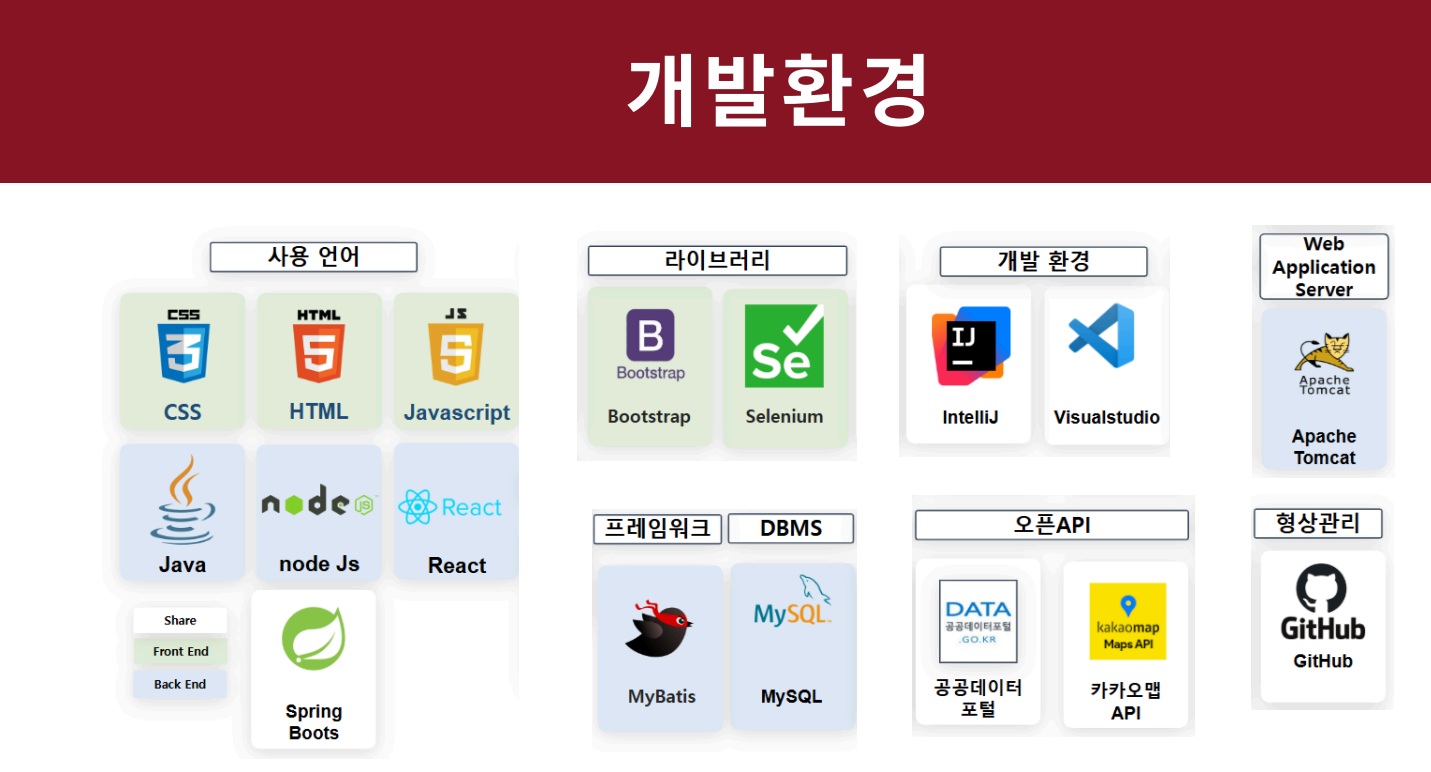 개발환경
사용 언어
CSS
3
CSS
HTML
5
HTML
JS
5
Javascript
Java
node JS
node Js
React
React
Spring
Boots
Share
Front End
Back End
라이브러리
B
Bootstrap
Bootstrap
Se
Selenium
개발 환경
IJ
IntelliJ
Visualstudio
Web
Application
Server
Apache
Tomcat
Apache
Tomcat
프레임워크
MyBatis
DBMS
MySQL
MySQL
오픈API
DATA
공공데이터포털
.GO.KR
공공데이터
포털
kakaomap
Maps API
카카오맵
API
형상관리
GitHub
GitHub